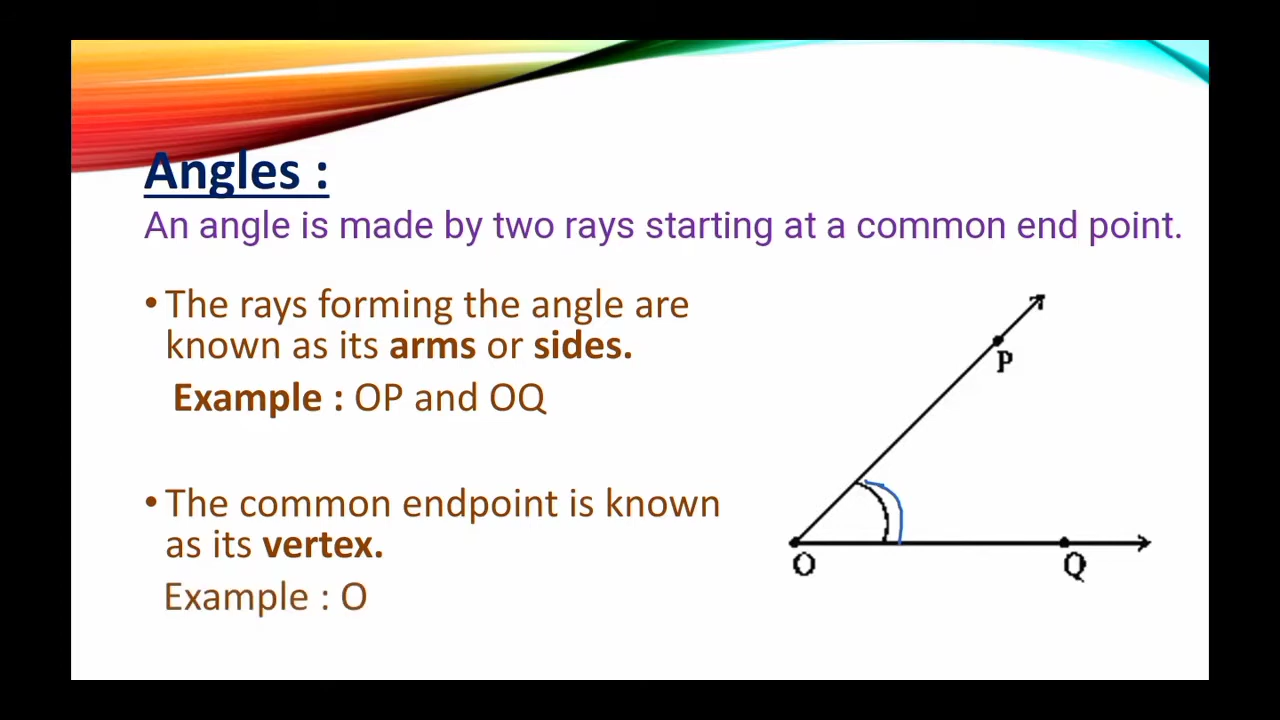 Angles :
An angle is made by two rays starting at a common end point.
• The rays forming the angle are
known as its arms or sides.
Example : OP and OQ
• The common endpoint is known
as its vertex.
Example : O
P
O
Q